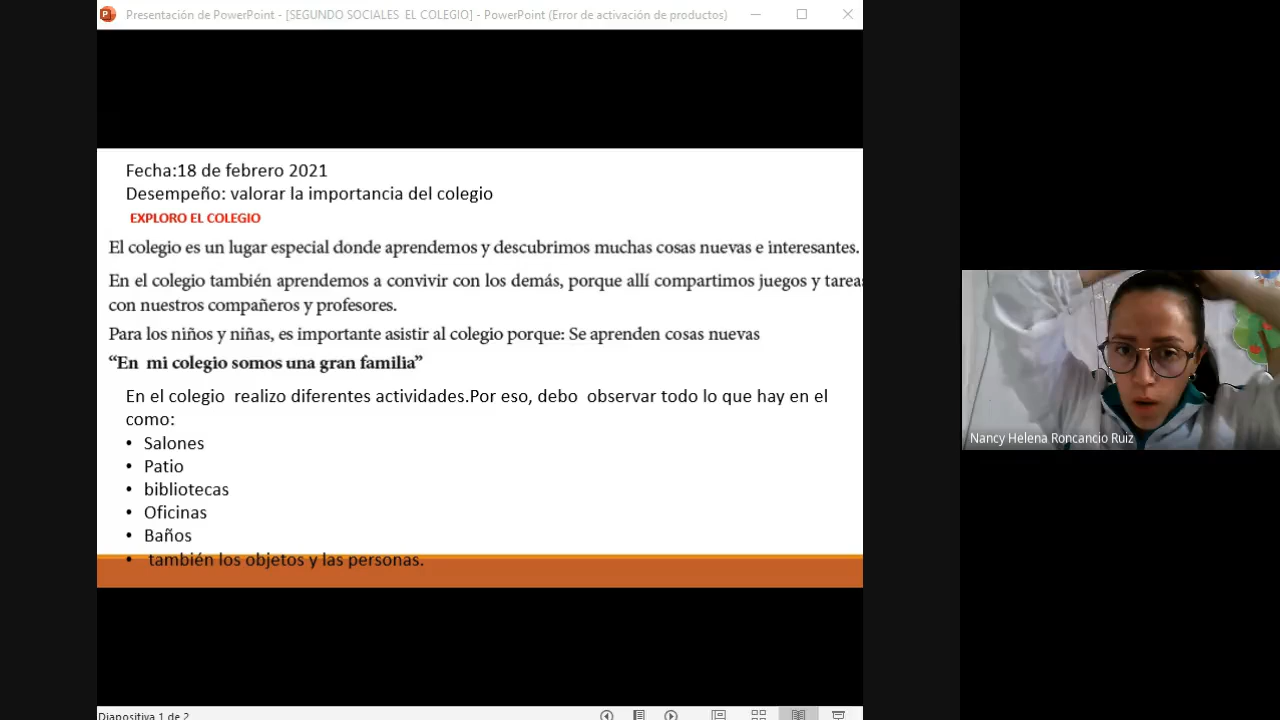 Presentación de PowerPoint - [SEGUNDO SOCIALES  EL COLEGIO] - PowerPoint (Error de activación de productos)
Fecha:18 de febrero 2021
Desempeño: valorar la importancia del colegio
EXPLORO EL COLEGIO
El colegio es un lugar especial donde aprendemos y descubrimos muchas cosas nuevas e interesantes.
En el colegio también aprendemos a convivir con los demás, porque allí compartimos juegos y tareas
con nuestros compañeros y profesores.
Para los niños y niñas, es importante asistir al colegio porque: Se aprenden cosas nuevas
“En  mi colegio somos una gran familia”
En el colegio  realizo diferentes actividades.Por eso, debo  observar todo lo que hay en el
como:
• Salones
• Patio
• bibliotecas
• Oficinas
• Baños
• también los objetos y las personas.
Nancy Helena Roncancio Ruiz
Diapositiva 1 de 2